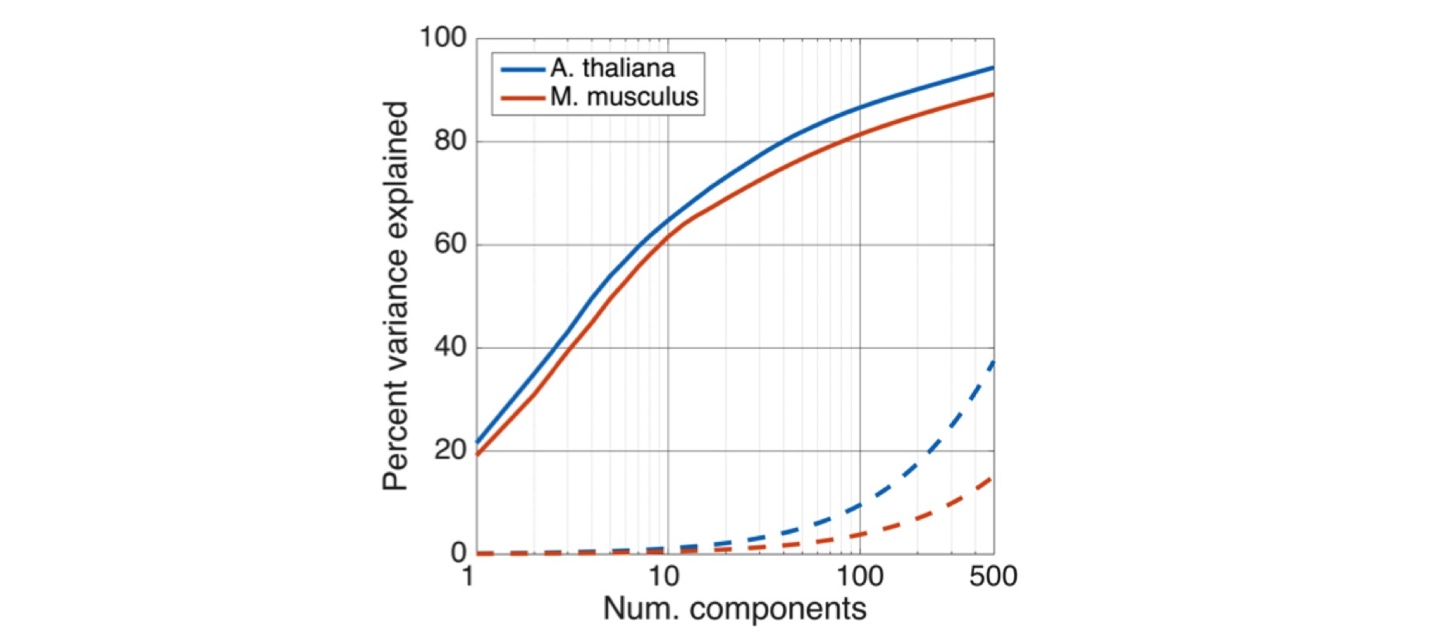 100
A. thaliana
M. musculus
80
60
40
20
0
Percent variance explained
1 10 100 500
Num. components